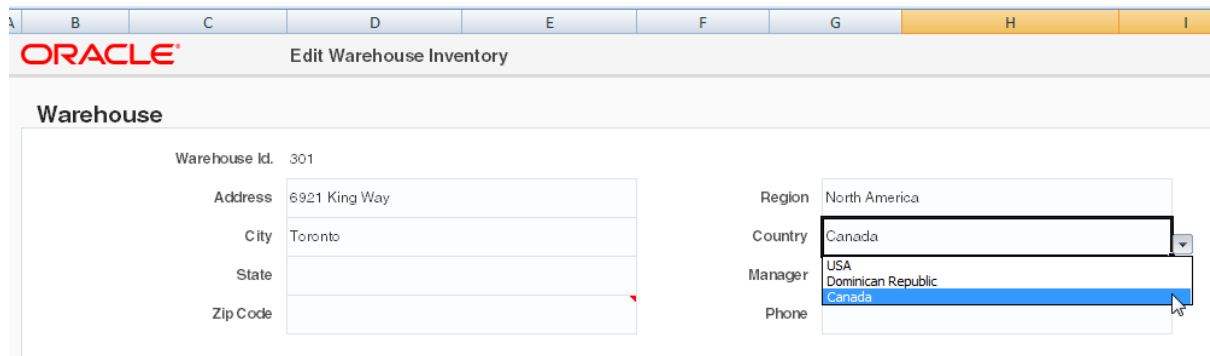 A B C D E F G H I
ORACLE® Edit Warehouse Inventory
Warehouse
Warehouse Id. 301
Address 6921 King Way Region North America
City Toronto Country Canada
USA
State Manager Dominican Republic
Canada
Zip Code Phone